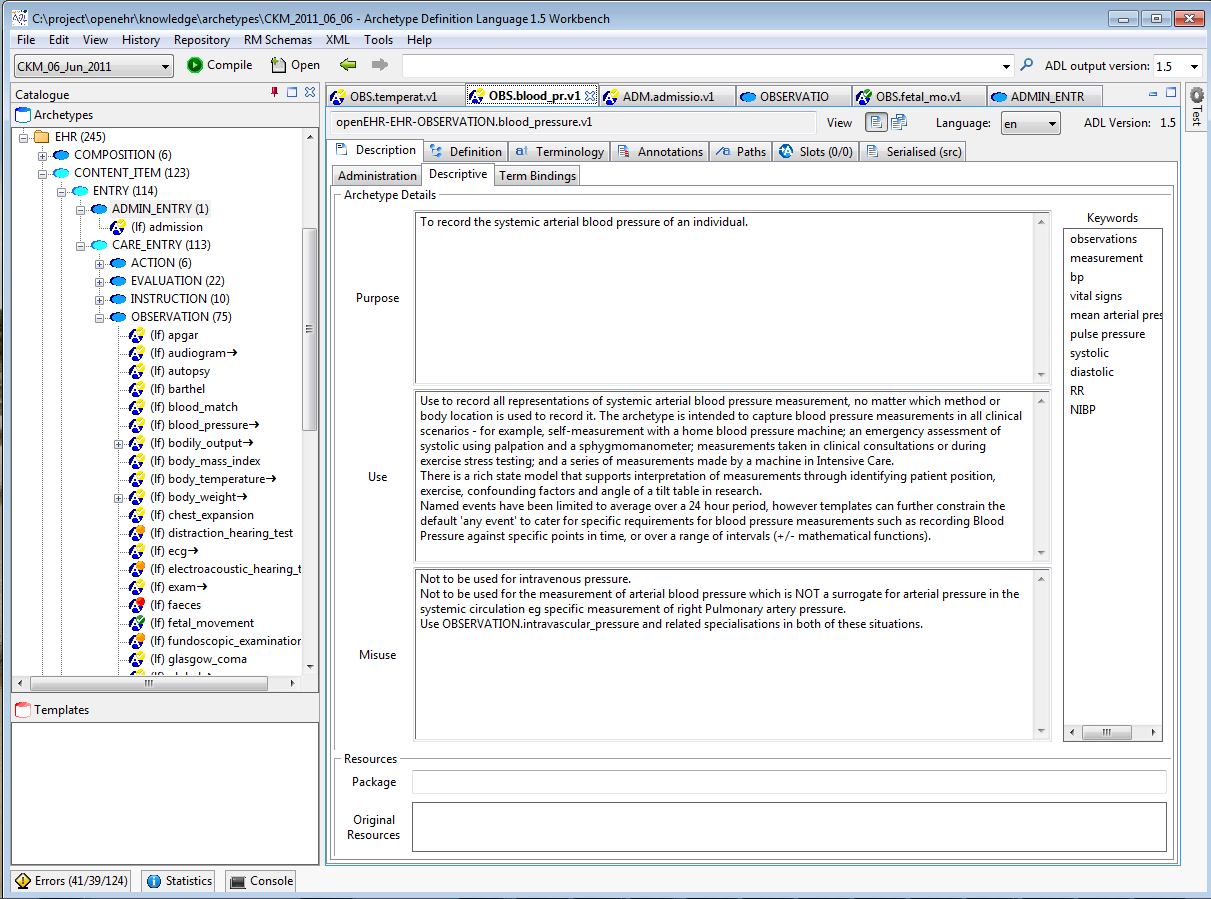 C:\project\openehr\knowledge\archetypes\CKM_2011_06_06 - Archetype Definition Language 1.5 Workbench
File Edit View History Repository RM Schemas XML Tools Help
CKM_06_Jun_2011 Compile Open ADL output version: 1.5
Catalogue
Archetypes
EHR (245)
COMPOSITION (6)
CONTENT_ITEM (123)
ENTRY (114)
ADMIN_ENTRY (1)
(lf) admission
CARE_ENTRY (113)
ACTION (6)
EVALUATION (22)
INSTRUCTION (10)
OBSERVATION (75)
(lf) apgar
(lf) audiogram→
(lf) autopsy
(lf) barthel
(lf) blood_match
(lf) blood_pressure→
(lf) bodily_output→
(lf) body_mass_index
(lf) body_temperature→
(lf) body_weight→
(lf) chest_expansion
(lf) distraction_hearing_test
(lf) ecg→
(lf) electroacoustic_hearing_t
(lf) exam→
(lf) faeces
(lf) fetal_movement
(lf) fundoscopic_examination
(lf) glasgow_coma
Templates
OBS.temperat.v1 OBS.blood_pr.v1 ADM.admissio.v1 OBSERVATIO OBS.fetal_mo.v1 ADMIN_ENTR
Test
openEHR-EHR-OBSERVATION.blood_pressure.v1 View Language: en ADL Version: 1.5
Description Definition Terminology Annotations Paths Slots (0/0) Serialised (src)
Administration Descriptive Term Bindings
Archetype Details
Purpose
To record the systemic arterial blood pressure of an individual.
Use
Use to record all representations of systemic arterial blood pressure measurement, no matter which method or
body location is used to record it. The archetype is intended to capture blood pressure measurements in all clinical
scenarios - for example, self-measurement with a home blood pressure machine; an emergency assessment of
systolic using palpation and a sphygmomanometer; measurements taken in clinical consultations or during
exercise stress testing; and a series of measurements made by a machine in Intensive Care.
There is a rich state model that supports interpretation of measurements through identifying patient position,
exercise, confounding factors and angle of a tilt table in research.
Named events have been limited to average over a 24 hour period, however templates can further constrain the
default 'any event' to cater for specific requirements for blood pressure measurements such as recording Blood
Pressure against specific points in time, or over a range of intervals (+/- mathematical functions).
Misuse
Not to be used for intravenous pressure.
Not to be used for the measurement of arterial blood pressure which is NOT a surrogate for arterial pressure in the
systemic circulation eg specific measurement of right Pulmonary artery pressure.
Use OBSERVATION.intravascular_pressure and related specialisations in both of these situations.
Keywords
observations
measurement
bp
vital signs
mean arterial pres
pulse pressure
systolic
diastolic
RR
NIBP
Resources
Package
Original
Resources
Errors (41/39/124) Statistics Console